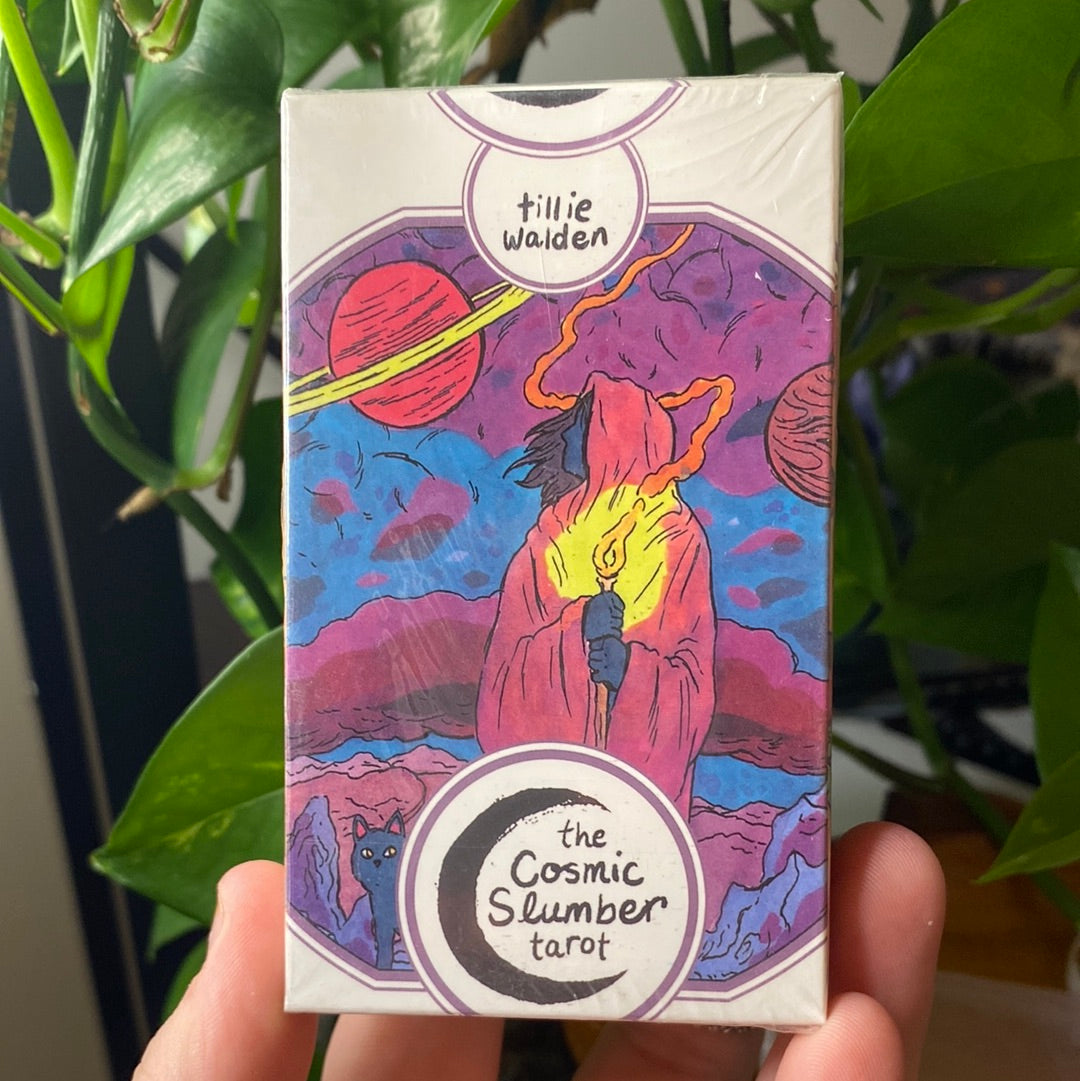 tillie
walden
the
Cosmic
Slumber
tarot